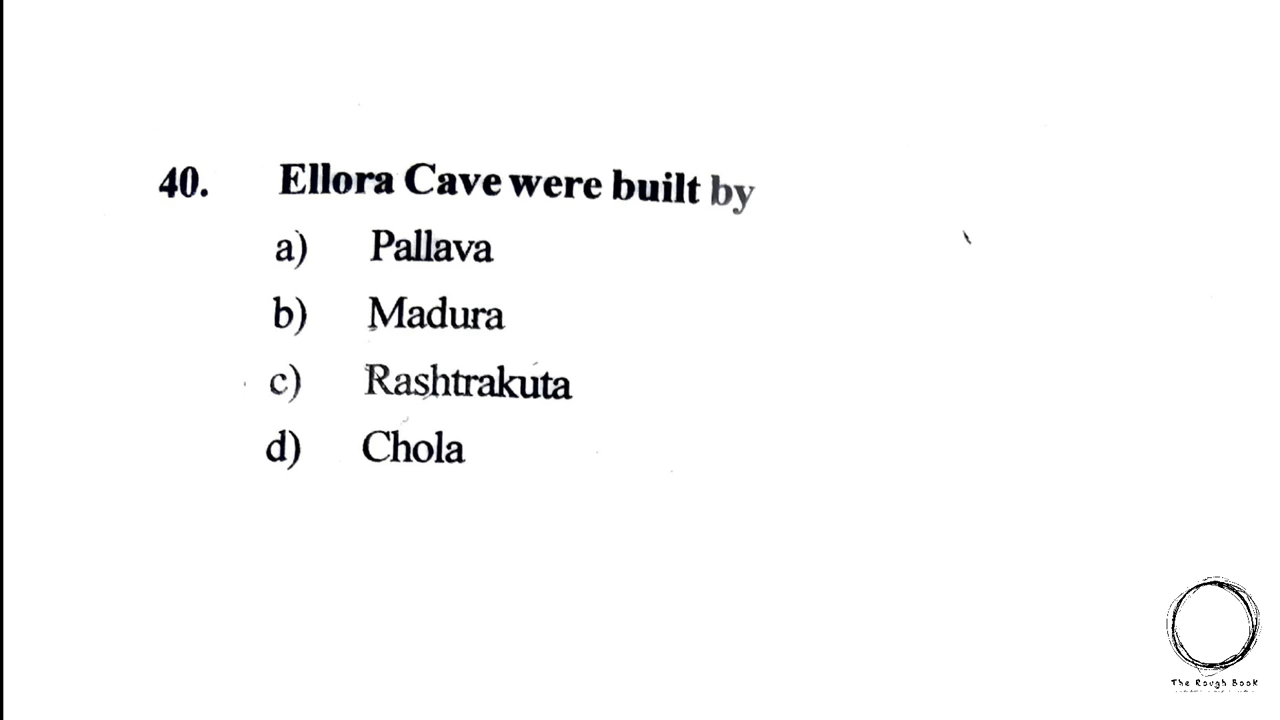 40. Ellora Cave were built by
a) Pallava
b) Madura
c) Rashtrakuta
d) Chola
The Rough Book